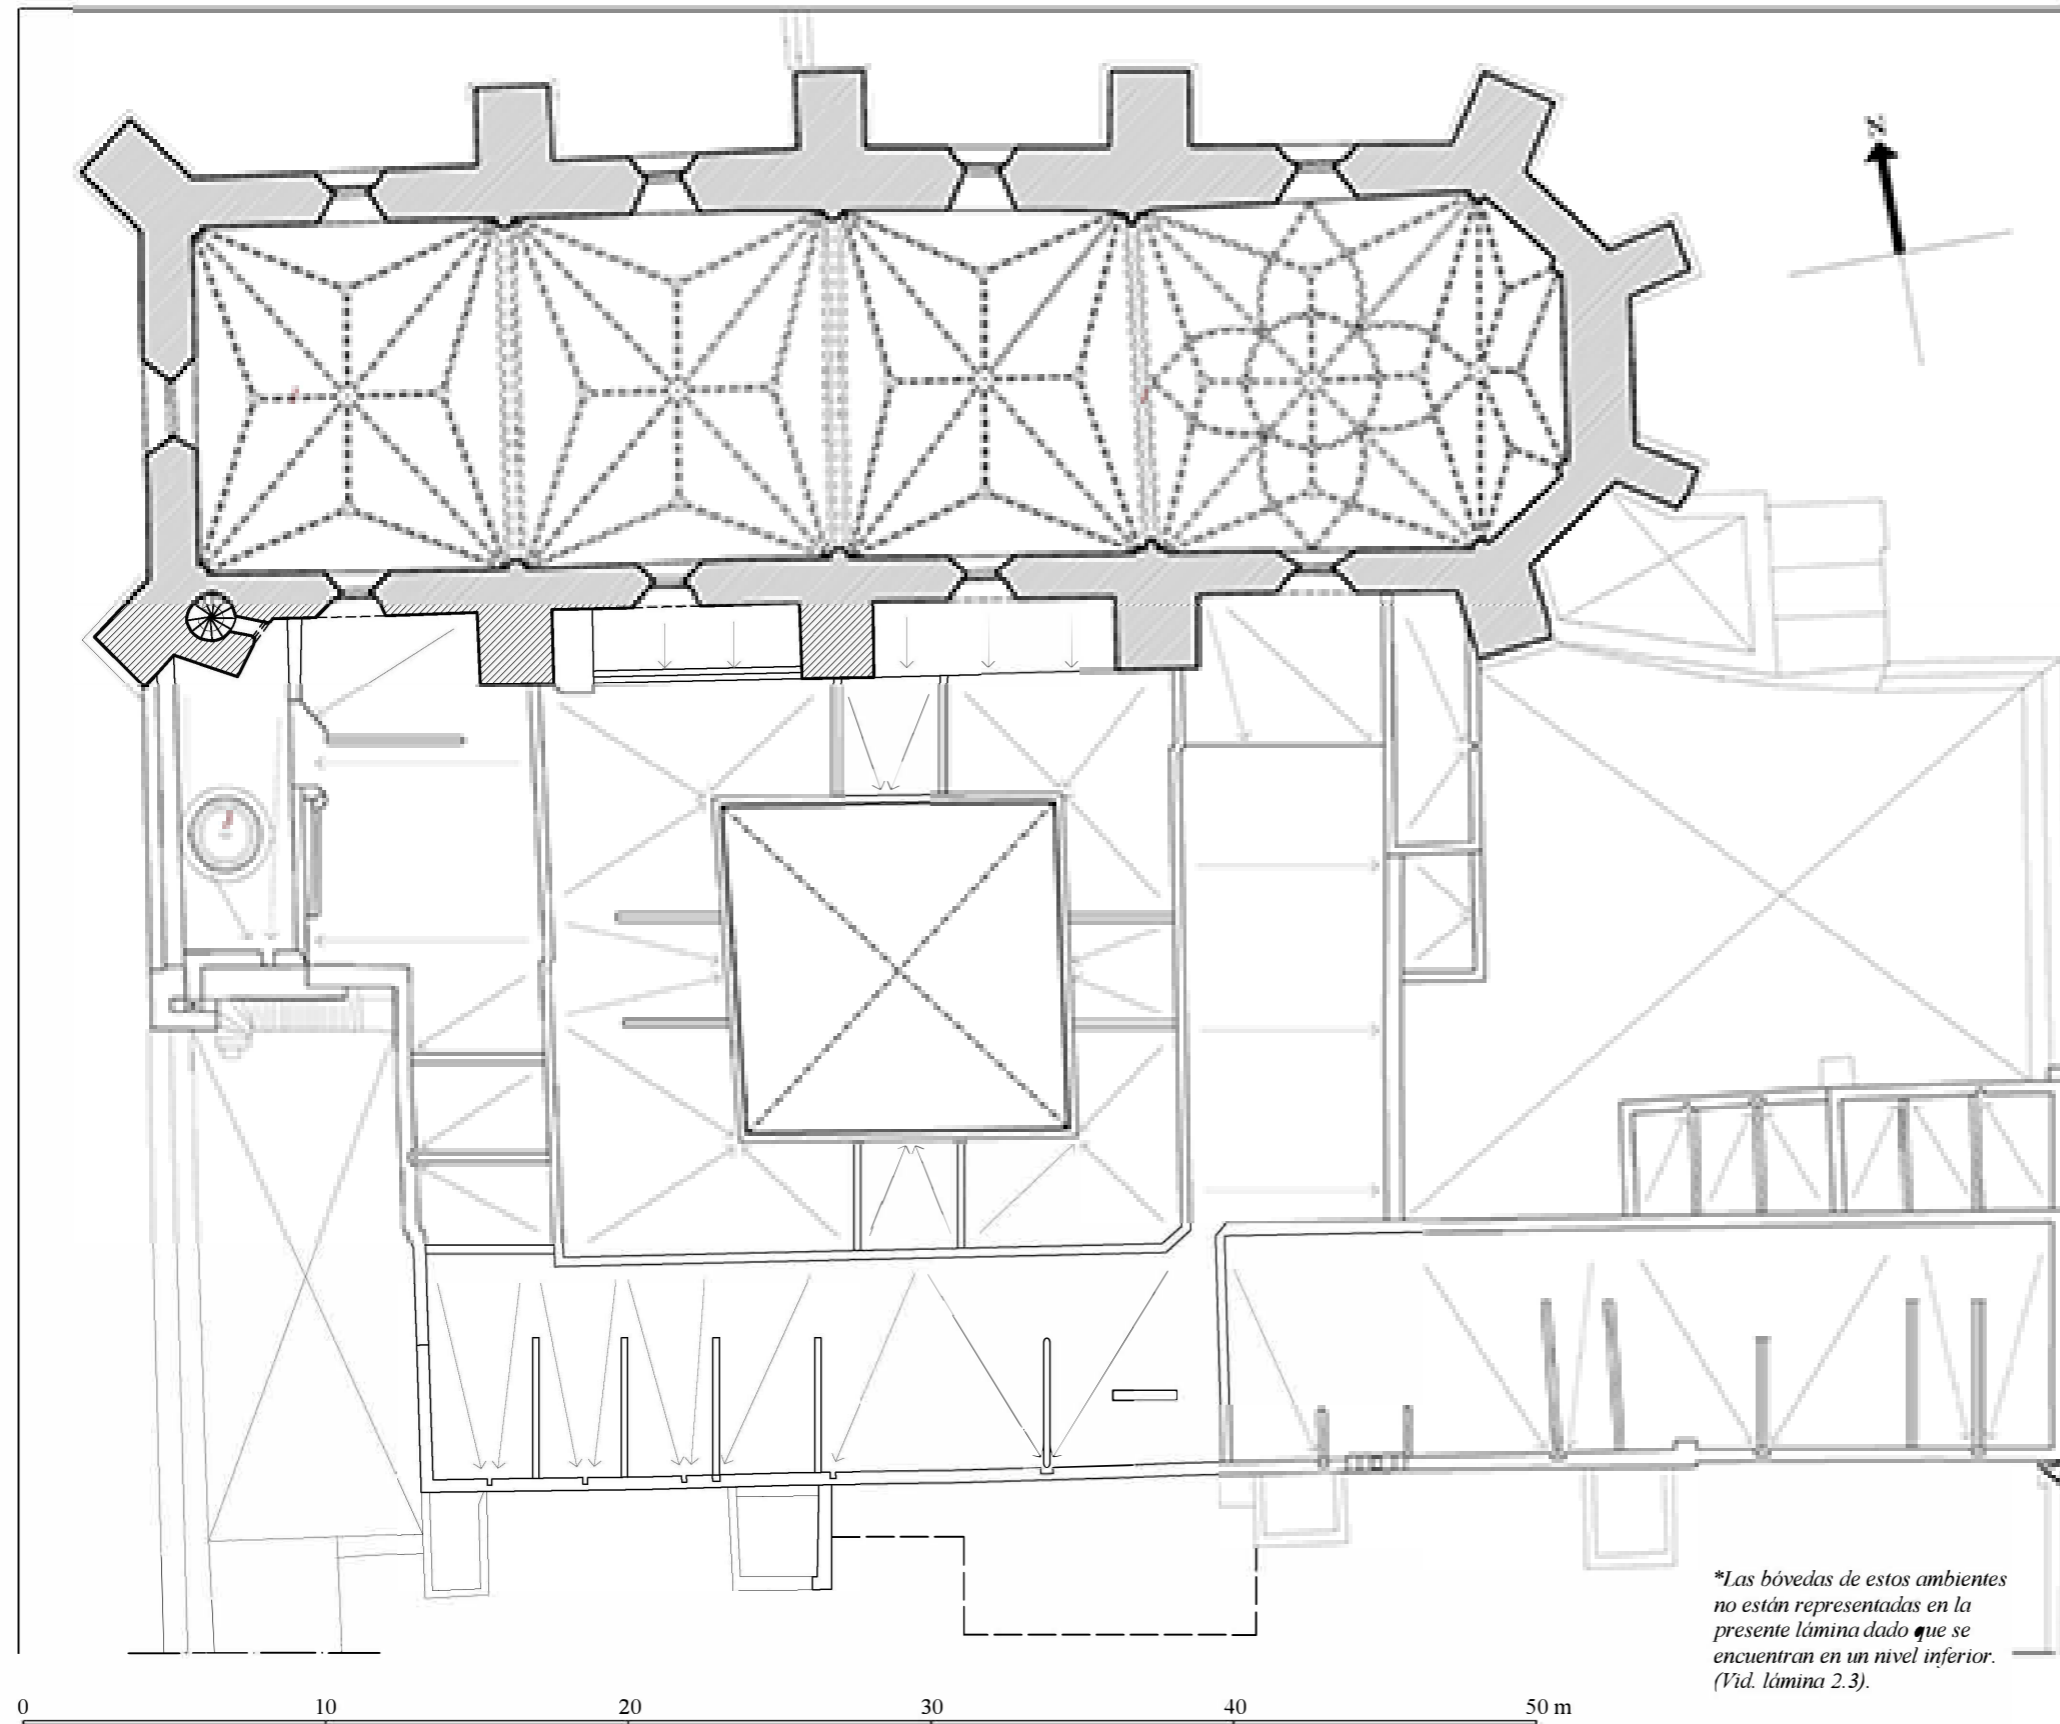 N
*Las bóvedas de estos ambientes
no están representadas en la
presente lámina dado que se
encuentran en un nivel inferior.
(Vid. lámina 2.3).
0 10 20 30 40 50 m